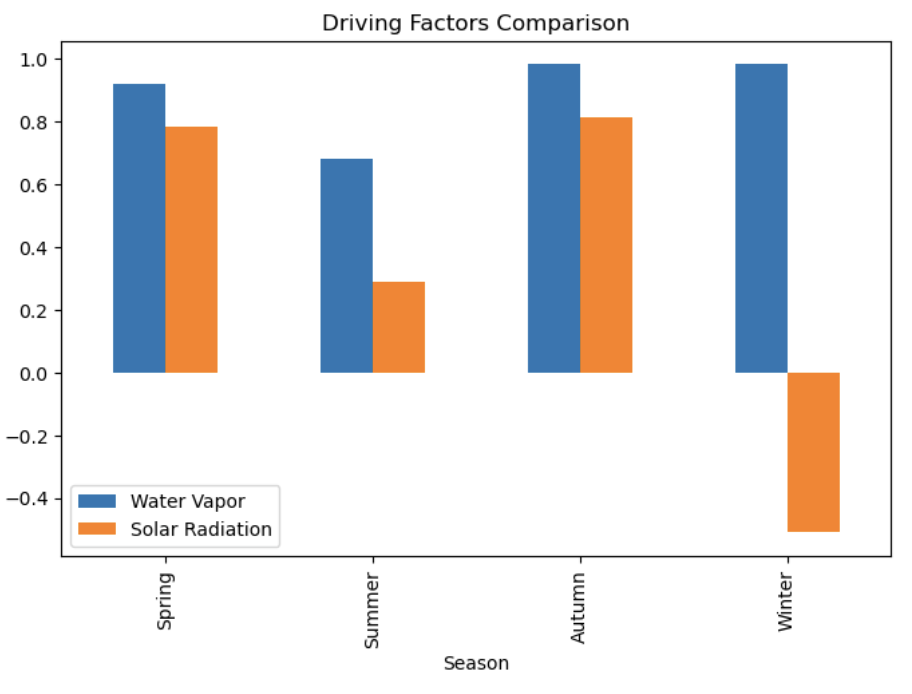 Driving Factors Comparison
1.0
0.8
0.6
0.4
0.2
0.0
−0.2
−0.4
Water Vapor
Solar Radiation
Spring
Summer
Autumn
Winter
Season